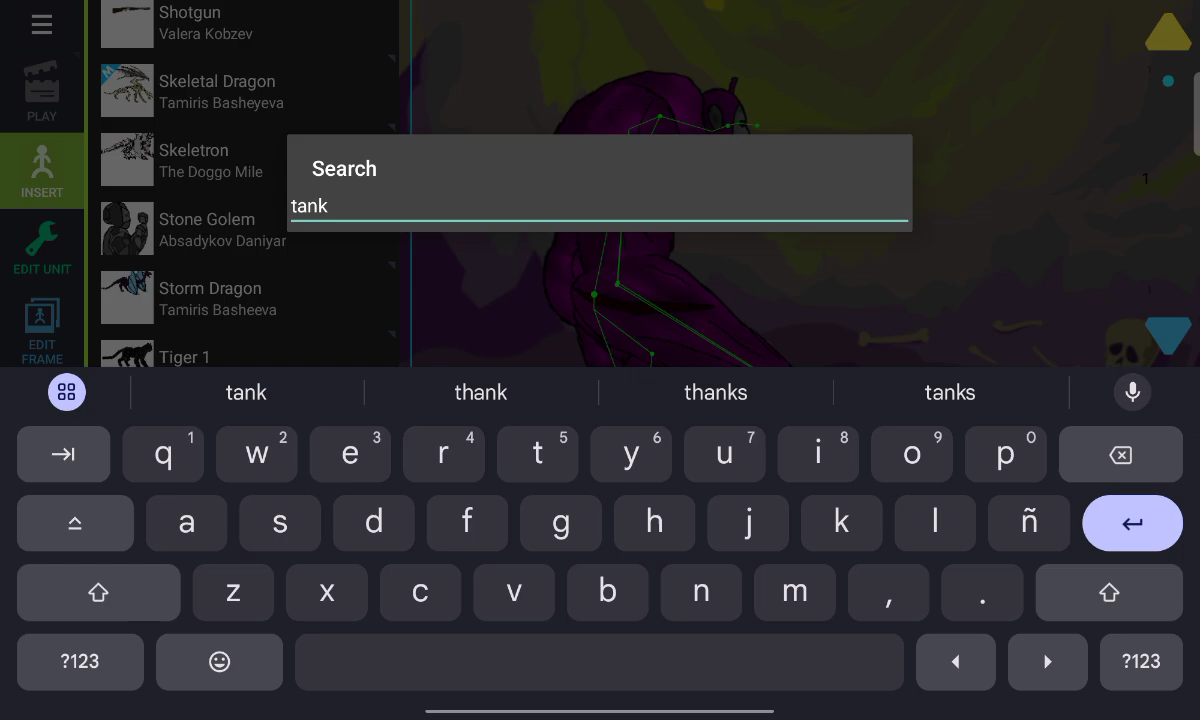 Shotgun
Valera Kobzev
Skeletal Dragon
Tamiris Basheyeva
PLAY
Skeletron
The Doggo Mile
INSERT
Stone Golem
Absadykov Daniyar
EDIT UNIT
Storm Dragon
Tamiris Basheeva
EDIT
FRAME
Tiger 1
M
Search
tank
1
tank thank thanks tanks
q 1 w 2 e 3 r 4 t 5 y 6 u 7 i 8 o 9 p 0
a s d f g h j k l ñ
z x c v b n m , .
?123 ?123